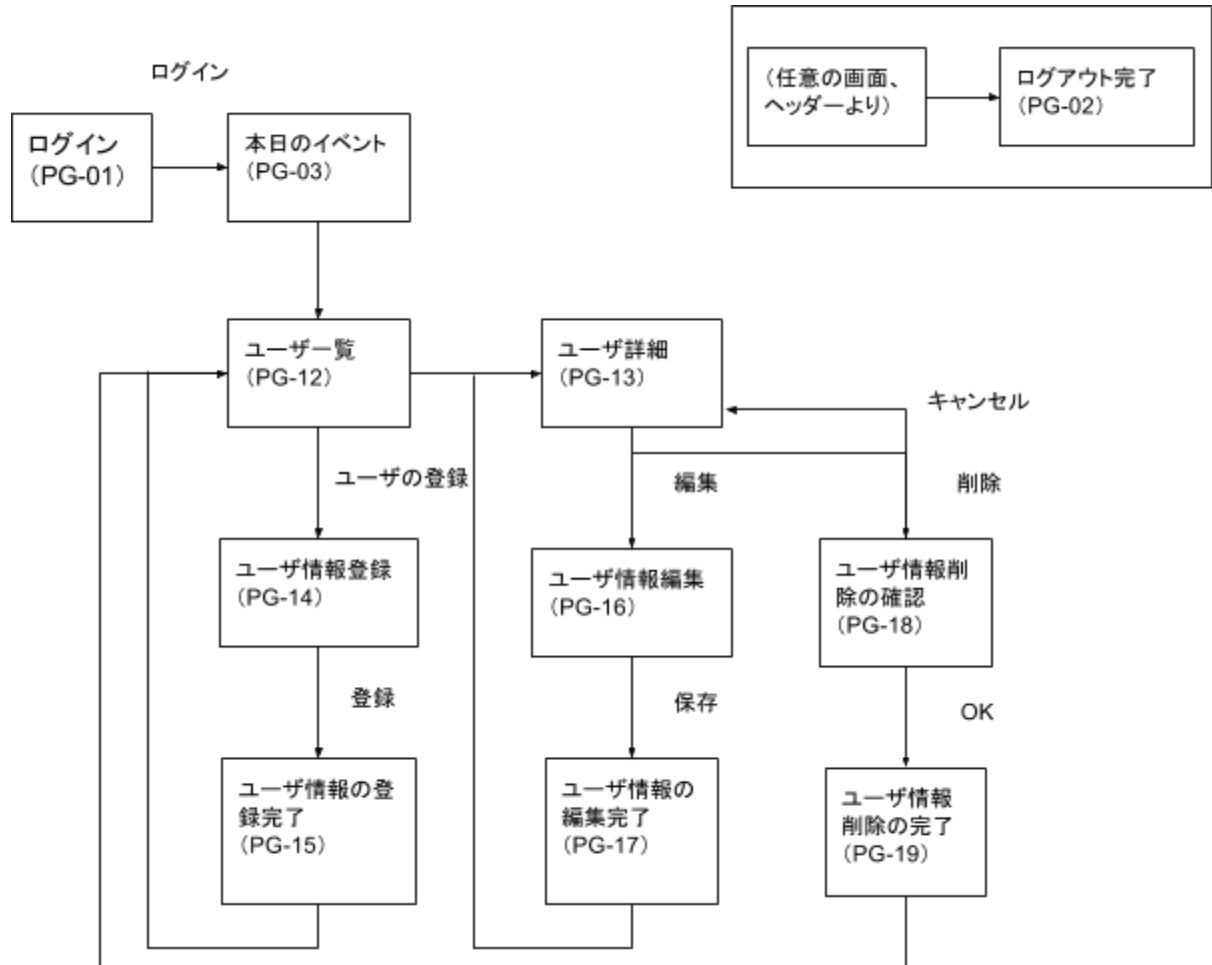 ログイン
ログイン
(PG-01)
本日のイベント
(PG-03)
(任意の画面、
ヘッダーより)
ログアウト完了
(PG-02)
ユーザ一覧
(PG-12)
ユーザ詳細
(PG-13)
キャンセル
ユーザの登録
編集
削除
ユーザ情報登録
(PG-14)
ユーザ情報編集
(PG-16)
ユーザ情報削
除の確認
(PG-18)
登録
保存
OK
ユーザ情報の登
録完了
(PG-15)
ユーザ情報の
編集完了
(PG-17)
ユーザ情報
削除の完了
(PG-19)